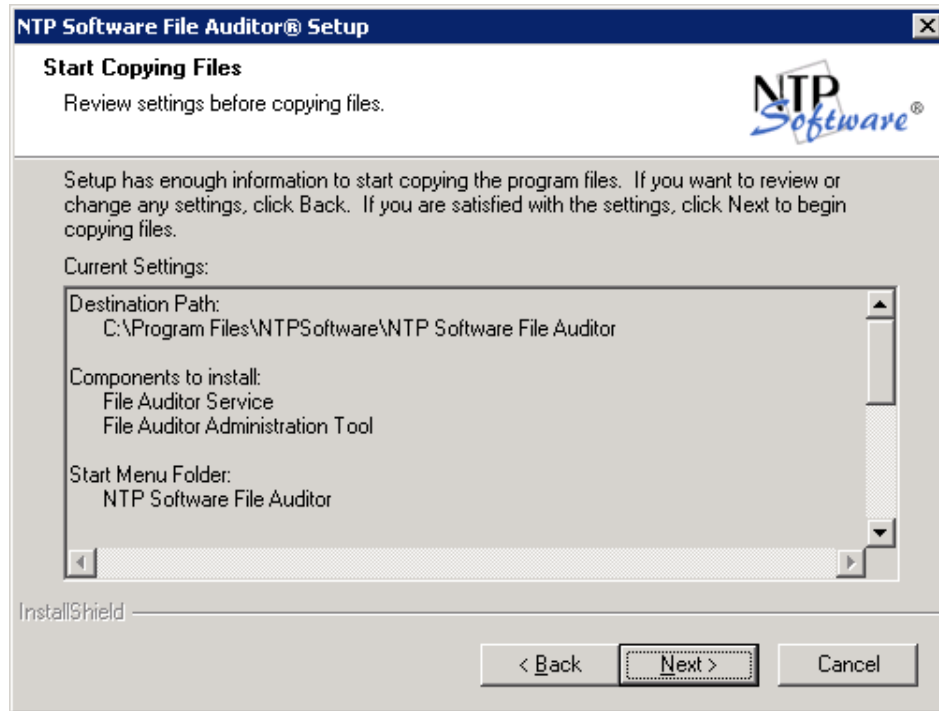 NTP Software File Auditor® Setup
Start Copying Files
Review settings before copying files.
NTP
Software®
Setup has enough information to start copying the program files. If you want to review or
change any settings, click Back. If you are satisfied with the settings, click Next to begin
copying files.
Current Settings:
Destination Path:
C:\Program Files\NTPSoftware\NTP Software File Auditor
Components to install:
File Auditor Service
File Auditor Administration Tool
Start Menu Folder:
NTP Software File Auditor
InstallShield
< Back
Next >
Cancel